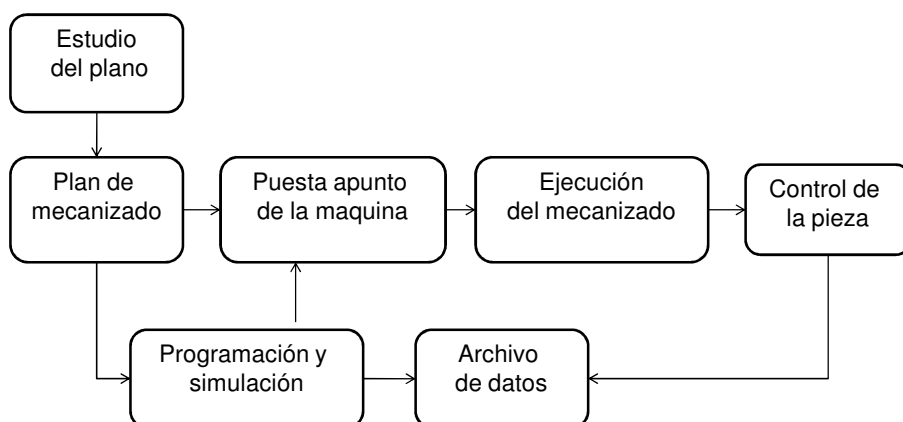 Estudio
del plano
Plan de
mecanizado
Puesta apunto
de la maquina
Ejecución
del mecanizado
Control de
la pieza
Programación y
simulación
Archivo
de datos